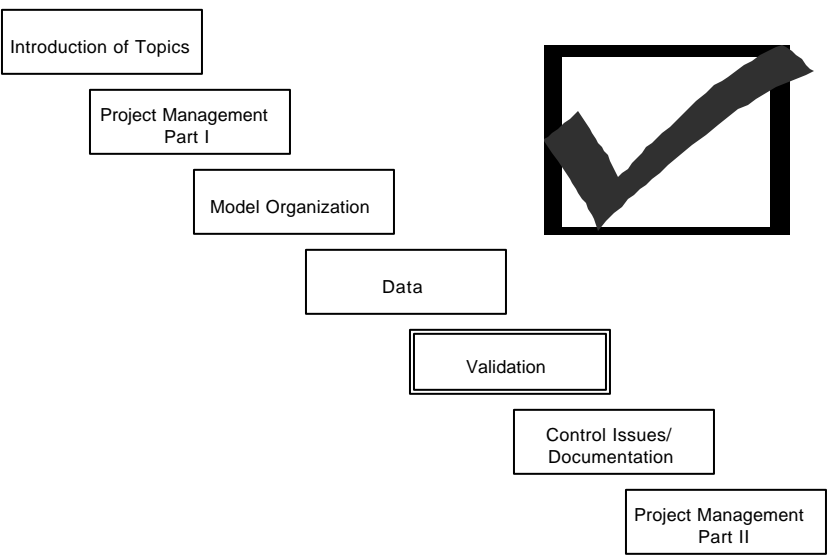 Introduction of Topics
Project Management
Part I
Model Organization
Data
Validation
Control Issues/
Documentation
Project Management
Part II